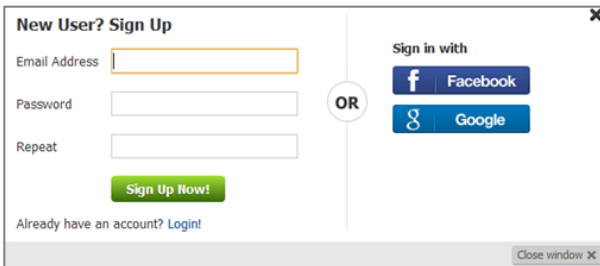 New User? Sign Up
Email Address
Password
Repeat
Sign Up Now!
Already have an account? Login!
OR
Sign in with
f Facebook
g Google
Close window X